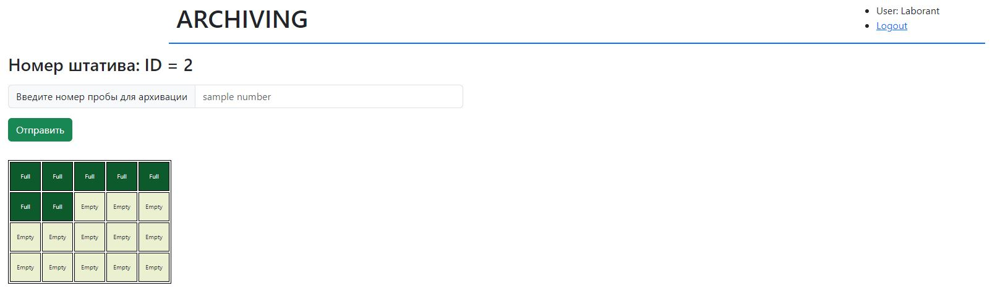 ARCHIVING
User: Laborant
Logout
Номер штатива: ID = 2
Введите номер пробы для архивации sample number
Отправить
Full Full Full Full Full
Full Full Empty Empty Empty
Empty Empty Empty Empty Empty
Empty Empty Empty Empty Empty